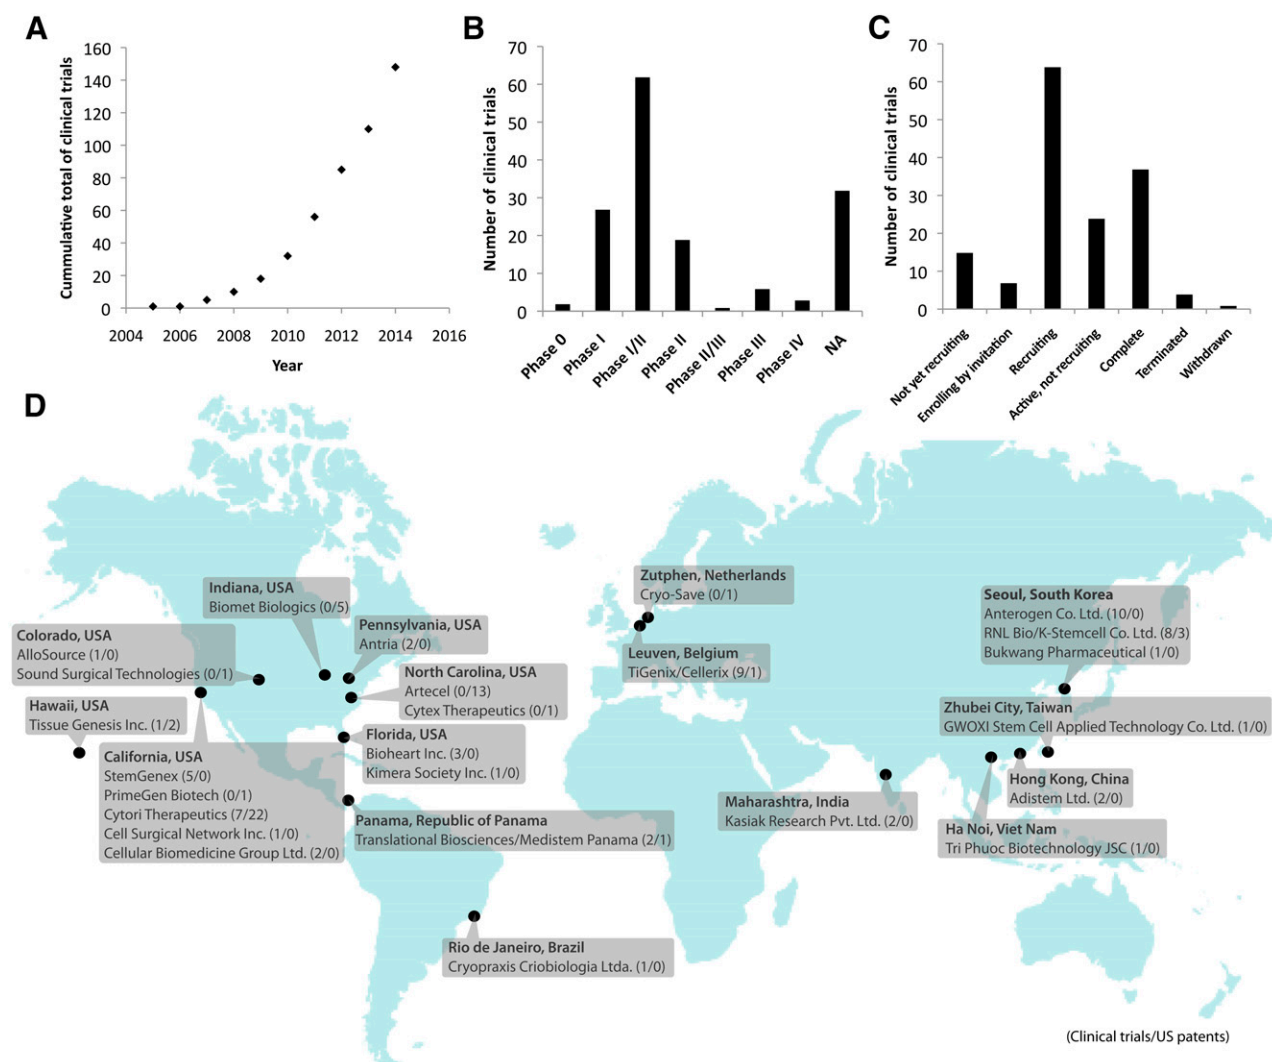 A
Cummulative total of clinical trials
160
140
120
100
80
60
40
20
0
2004 2006 2008 2010 2012 2014 2016
Year
B
Number of clinical trials
70
60
50
40
30
20
10
0
Phase 0
Phase I
Phase I/II
Phase II
Phase II/III
Phase III
Phase IV
NA
C
Number of clinical trials
70
60
50
40
30
20
10
0
Not yet recruiting
Enrolling by invitation
Recruiting
Active, not recruiting
Complete
Terminated
Withdrawn
D
Indiana, USA
Biomet Biologics (0/5)
Pennsylvania, USA
Antria (2/0)
Colorado, USA
AlloSource (1/0)
Sound Surgical Technologies (0/1)
North Carolina, USA
Artecel (0/13)
Cytex Therapeutics (0/1)
Hawaii, USA
Tissue Genesis Inc. (1/2)
Florida, USA
Bioheart Inc. (3/0)
Kimera Society Inc. (1/0)
California, USA
StemGenex (5/0)
PrimeGen Biotech (0/1)
Cytori Therapeutics (7/22)
Cell Surgical Network Inc. (1/0)
Cellular Biomedicine Group Ltd. (2/0)
Panama, Republic of Panama
Translational Biosciences/Medistem Panama (2/1)
Rio de Janeiro, Brazil
Cryopraxis Criobiologia Ltda. (1/0)
Zutphen, Netherlands
Cryo-Save (0/1)
Leuven, Belgium
TiGenix/Cellerix (9/1)
Seoul, South Korea
Anterogen Co. Ltd. (10/0)
RNL Bio/K-Stemcell Co. Ltd. (8/3)
Bukwang Pharmaceutical (1/0)
Zhubei City, Taiwan
GWOXI Stem Cell Applied Technology Co. Ltd. (1/0)
Hong Kong, China
Adistem Ltd. (2/0)
Maharashtra, India
Kasiak Research Pvt. Ltd. (2/0)
Ha Noi, Viet Nam
Tri Phuoc Biotechnology JSC (1/0)
(Clinical trials/US patents)